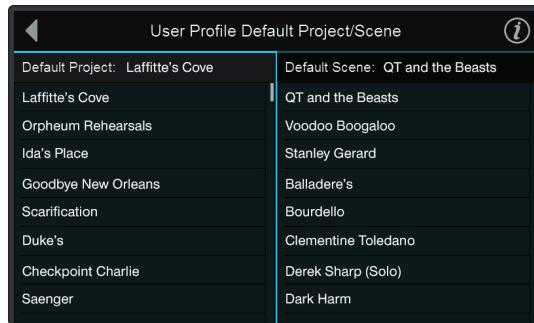 User Profile Default Project/Scene
i
Default Project: Laffitte's Cove
Default Scene: QT and the Beasts
Laffitte's Cove
Orpheum Rehearsals
Ida's Place
Goodbye New Orleans
Scarification
Duke's
Checkpoint Charlie
Saenger
QT and the Beasts
Voodoo Boogaloo
Stanley Gerard
Balladere's
Bourdello
Clementine Toledano
Derek Sharp (Solo)
Dark Harm